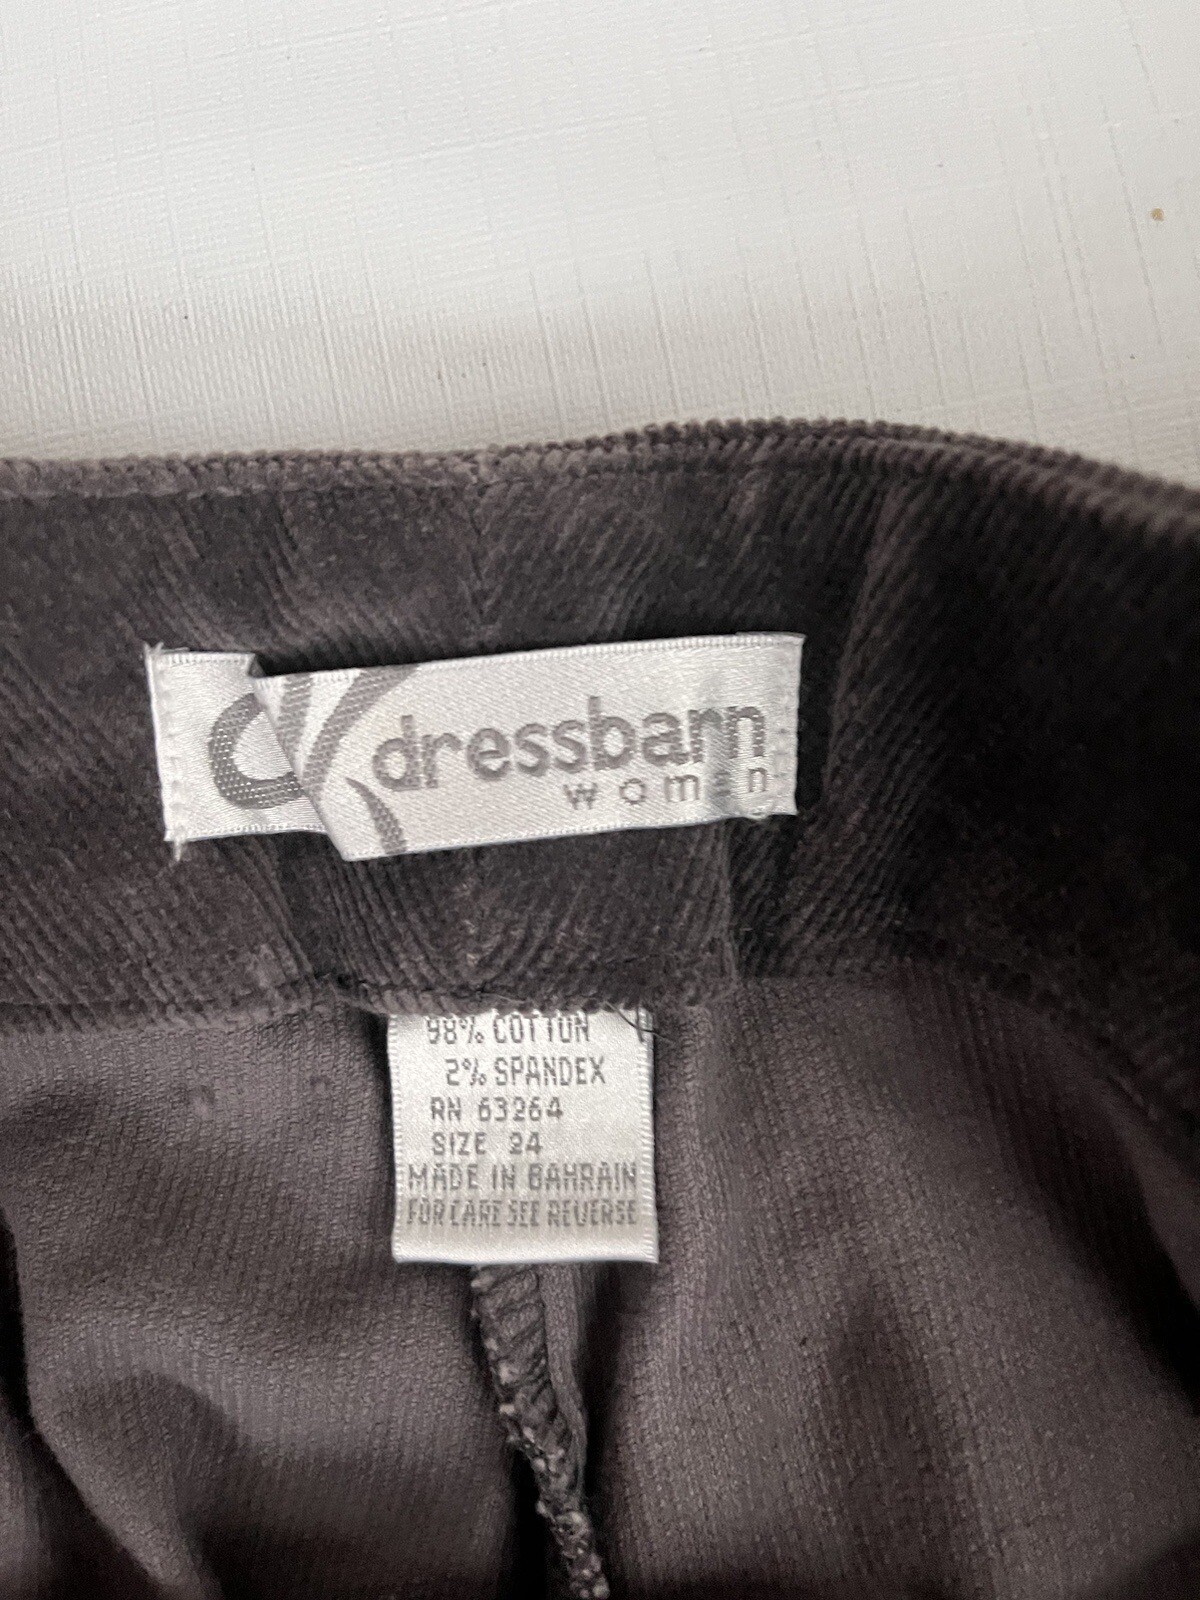 dressbarn
women
98% COTTON
2% SPANDEX
RN 63264
SIZE 24
MADE IN BAHRAIN
FOR CARE SEE REVERSE